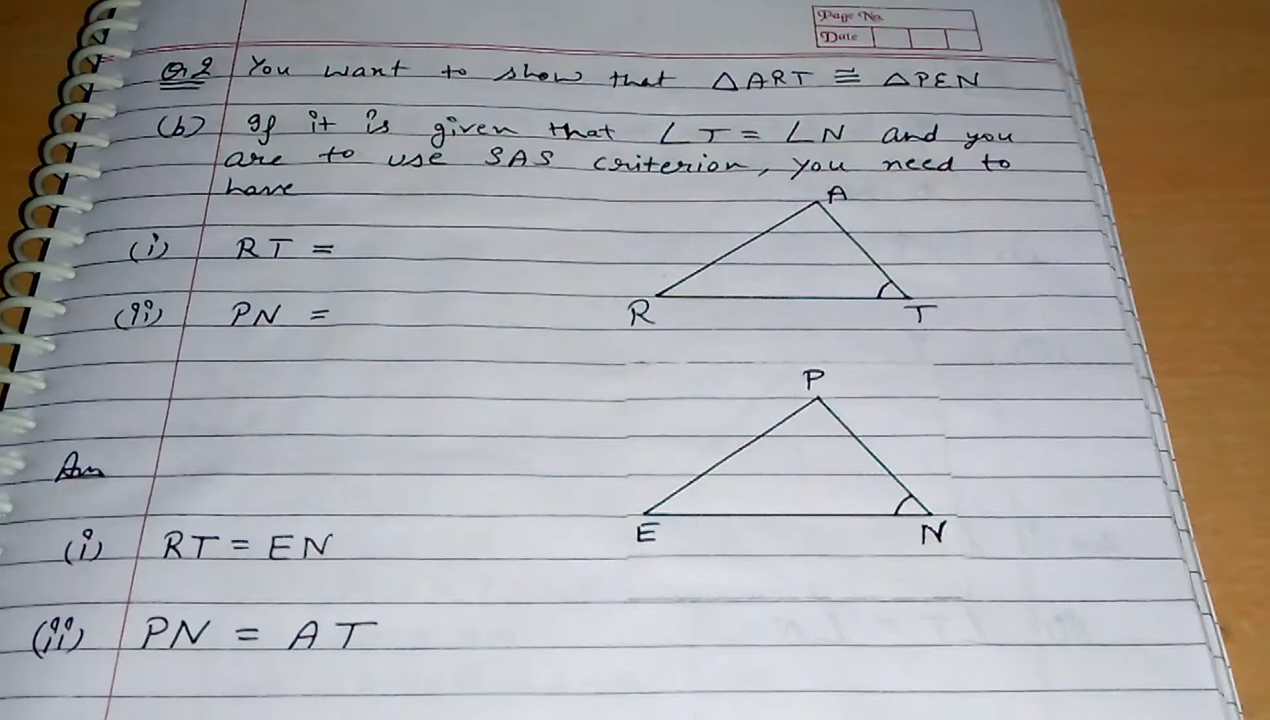 Page No.
Date
Q.2 You want to show that △ART ≅ △PEN
(b) If it is given that ∠T = ∠N and you
are to use SAS criterion, you need to
have
A
(i) RT =
R T
(ii) PN =
P
Ans
E N
(i) RT = EN
(ii) PN = AT